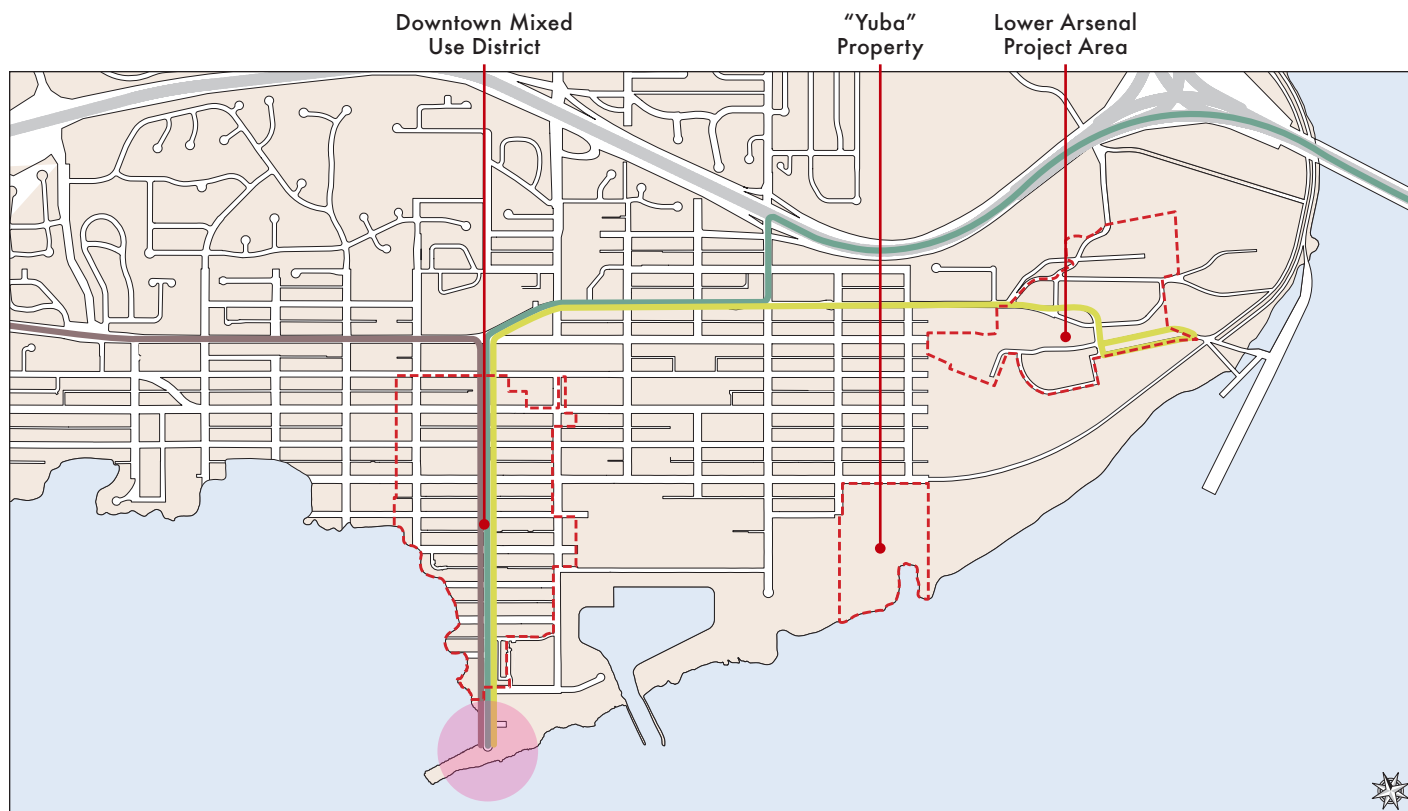 Downtown Mixed
Use District
“Yuba”
Property
Lower Arsenal
Project Area